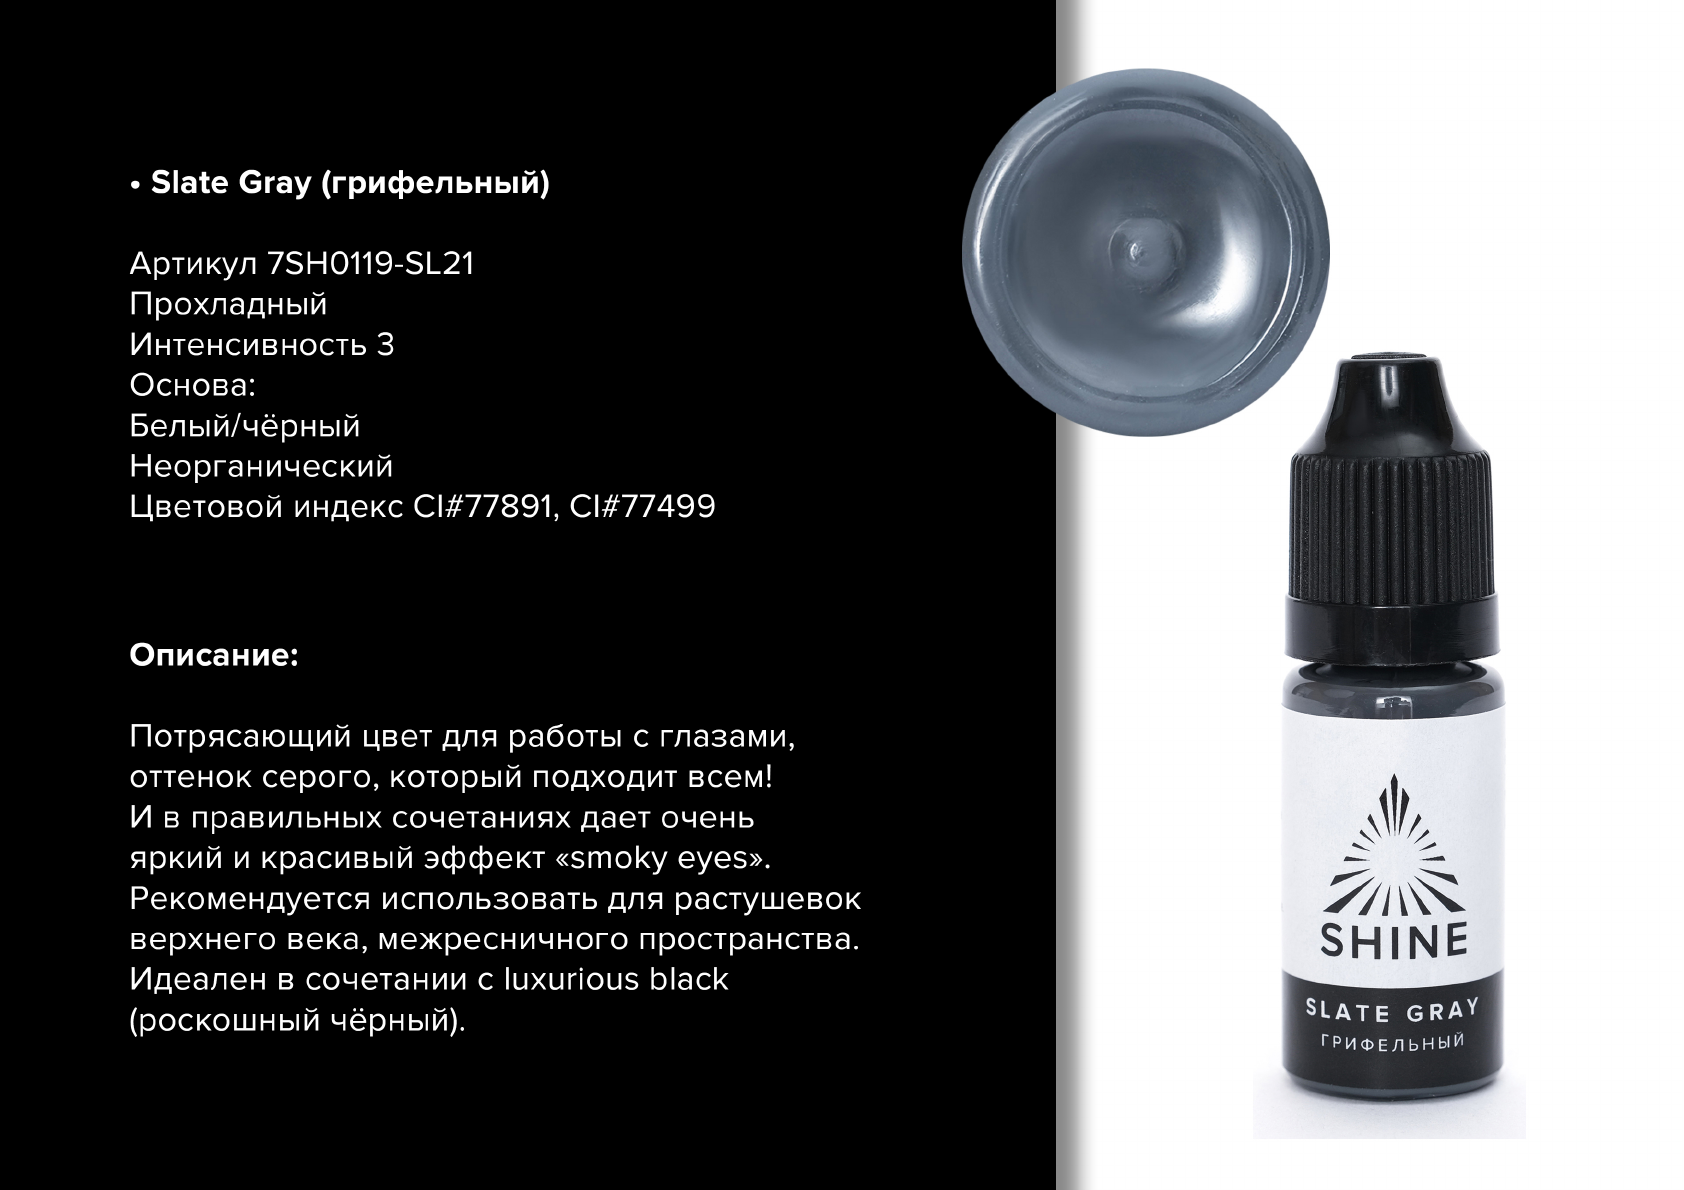 • Slate Gray (грифельный)
Артикул 7SH0119-SL21
Прохладный
Интенсивность 3
Основа:
Белый/чёрный
Неорганический
Цветовой индекс CI#77891, CI#77499
Описание:
Потрясающий цвет для работы с глазами,
оттенок серого, который подходит всем!
И в правильных сочетаниях дает очень
яркий и красивый эффект «smoky eyes».
Рекомендуется использовать для растушевок
верхнего века, межресничного пространства.
Идеален в сочетании с luxurious black
(роскошный чёрный).
SHINE
SLATE GRAY
ГРИФЕЛЬНЫЙ